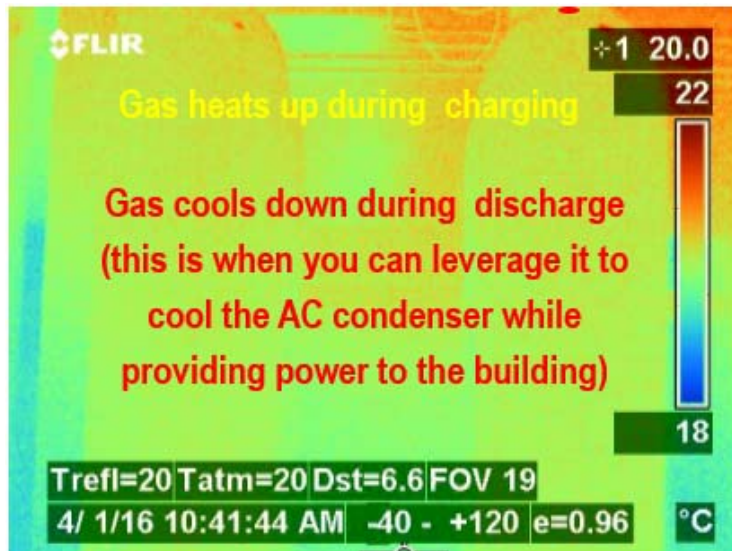 FLIR
1 20.0
22
Gas heats up during charging
Gas cools down during discharge
(this is when you can leverage it to
cool the AC condenser while
providing power to the building)
18
Trefl=20 Tatm=20 Dst=6.6 FOV 19
4/ 1/16 10:41:44 AM -40 - +120 e=0.96 °C